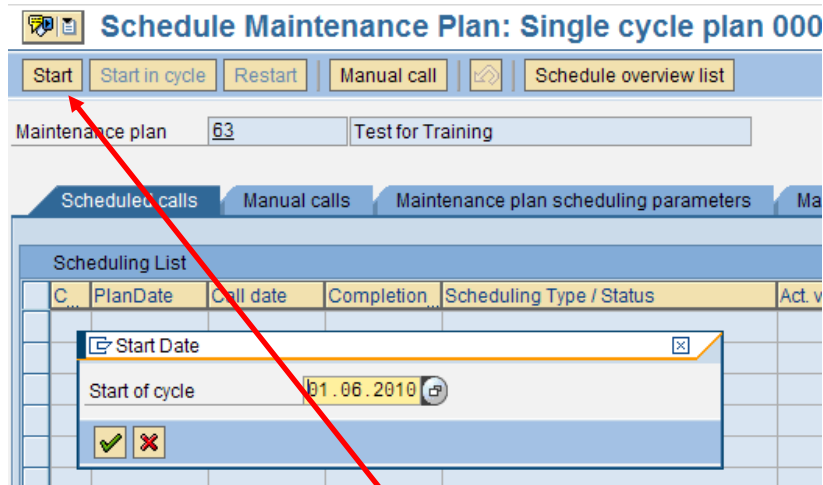 Schedule Maintenance Plan: Single cycle plan 000
Start Start in cycle Restart Manual call Schedule overview list
Maintenance plan 63 Test for Training
Scheduled calls Manual calls Maintenance plan scheduling parameters Ma
Scheduling List
C... PlanDate Call date Completion... Scheduling Type / Status Act. v
Start Date
Start of cycle 01.06.2010